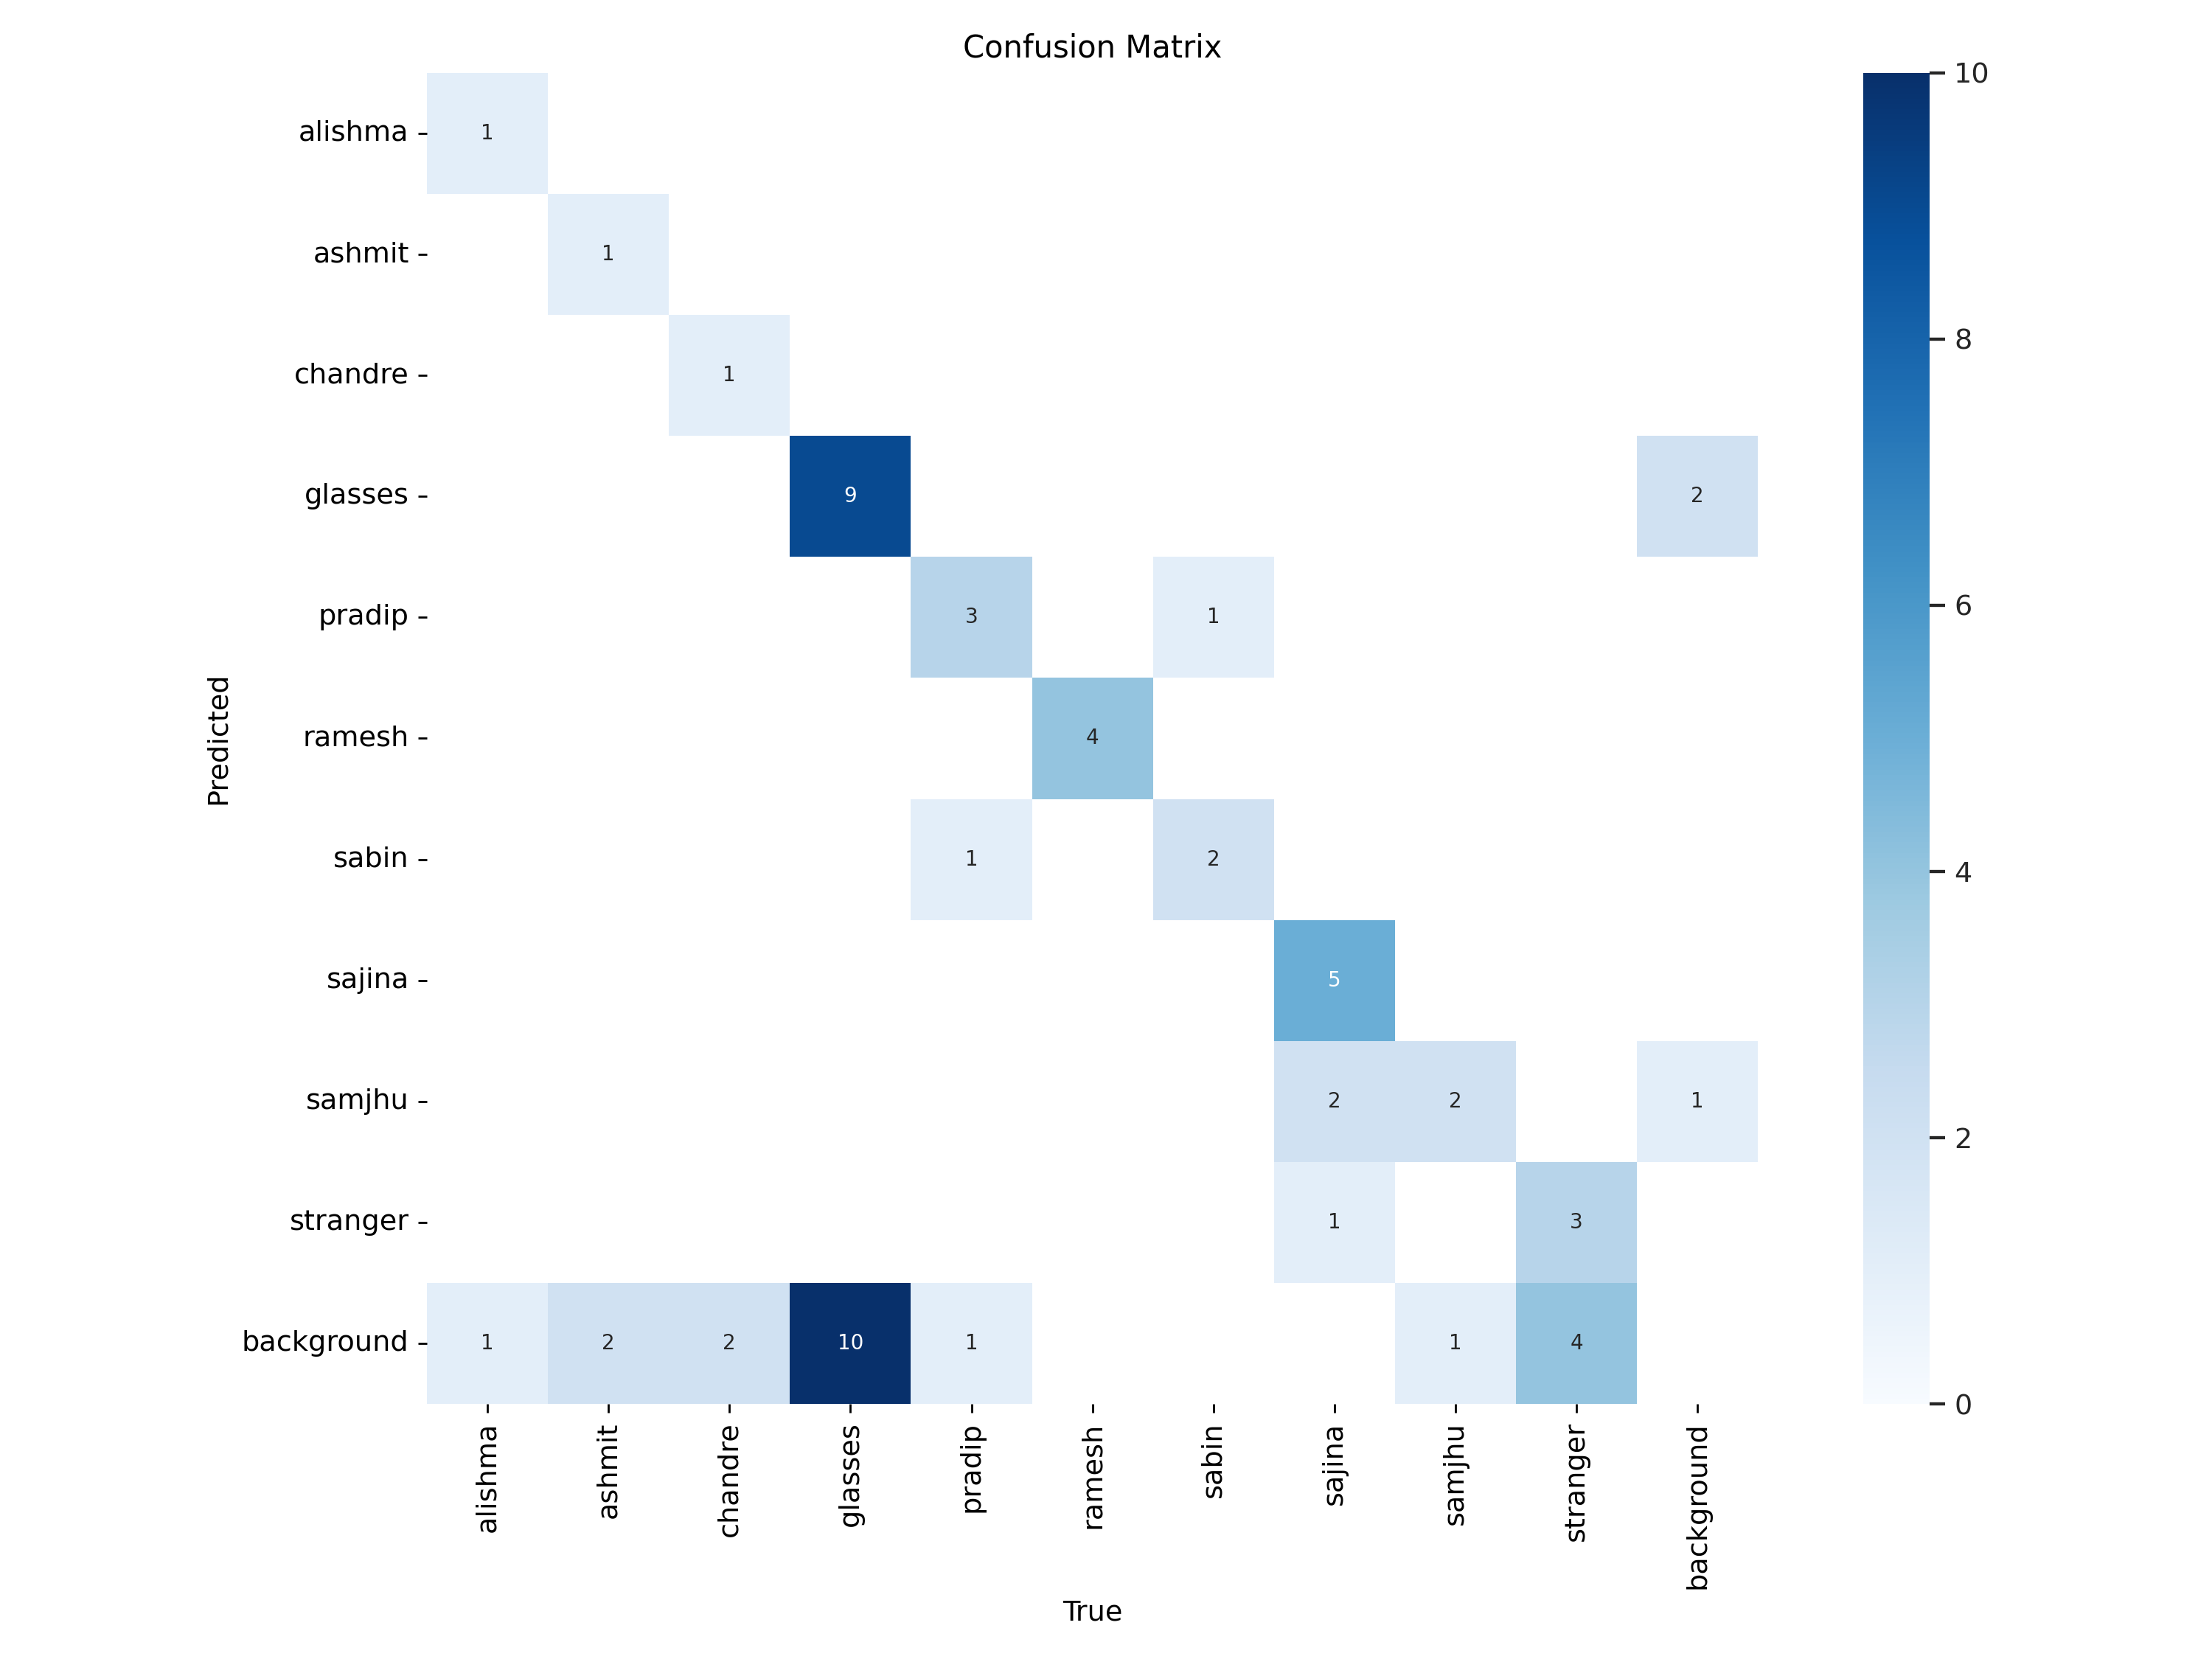 Confusion Matrix
10
alishma 1
ashmit 1
chandre 1
8
glasses 9 2
6
pradip 3 1
Predicted
ramesh 4
sabin 1 2
4
sajina 5
samjhu 2 2 1
2
stranger 1 3
background 1 2 2 10 1 1 4
0
alishma ashmit chandre glasses pradip ramesh sabin sajina samjhu stranger background
True